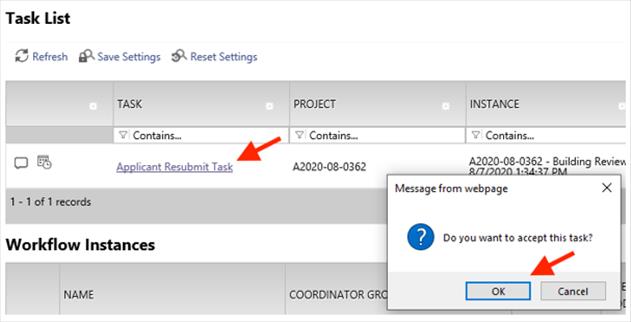 Task List
Refresh Save Settings Reset Settings
TASK PROJECT INSTANCE
Contains... Contains... Contains...
Applicant Resubmit Task A2020-08-0362 A2020-08-0362 - Building Review
8/7/2020 1:34:37 PM
1 - 1 of 1 records
Message from webpage
Do you want to accept this task?
OK Cancel
Workflow Instances
NAME COORDINATOR GRO